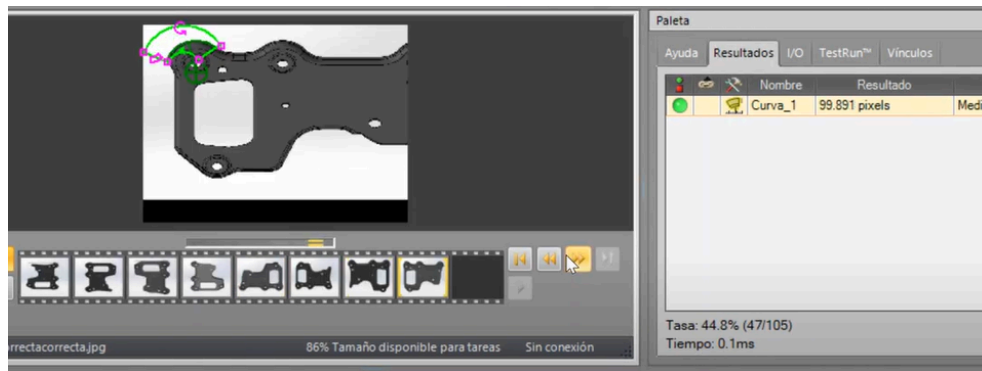 Paleta
Ayuda Resultados I/O TestRun™ Vínculos
Nombre Resultado
Curva_1 99.891 pixels Medi
Tasa: 44.8% (47/105)
Tiempo: 0.1ms
orrectacorrecta.jpg 86% Tamaño disponible para tareas Sin conexión